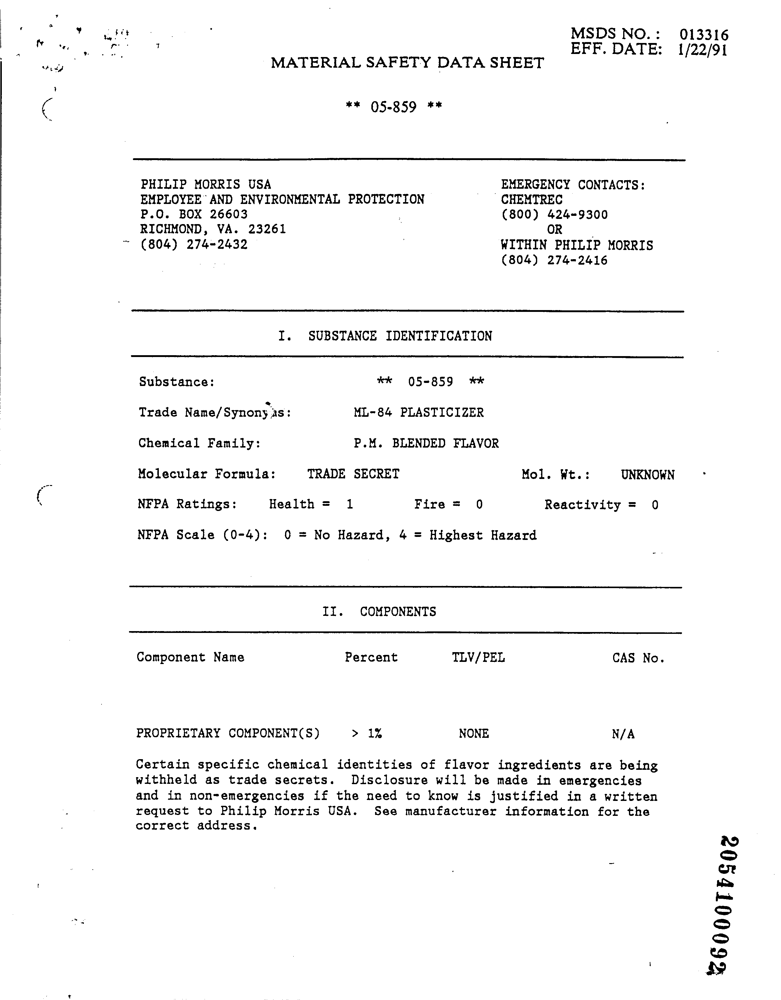 MSDS NO. : 013316
EFF. DATE: 1/22/91
MATERIAL SAFETY DATA SHEET
** 05-859 **
PHILIP MORRIS USA
EMPLOYEE AND ENVIRONMENTAL PROTECTION
P.O. BOX 26603
RICHMOND, VA. 23261
(804) 274-2432
EMERGENCY CONTACTS:
CHEMTREC
(800) 424-9300
OR
WITHIN PHILIP MORRIS
(804) 274-2416
I. SUBSTANCE IDENTIFICATION
Substance: ** 05-859 **
Trade Name/Synonyms: ML-84 PLASTICIZER
Chemical Family: P.M. BLENDED FLAVOR
Molecular Formula: TRADE SECRET Mol. Wt.: UNKNOWN
NFPA Ratings: Health = 1 Fire = 0 Reactivity = 0
NFPA Scale (0-4): 0 = No Hazard, 4 = Highest Hazard
II. COMPONENTS
Component Name Percent TLV/PEL CAS No.
PROPRIETARY COMPONENT(S) > 1% NONE N/A
Certain specific chemical identities of flavor ingredients are being
withheld as trade secrets. Disclosure will be made in emergencies
and in non-emergencies if the need to know is justified in a written
request to Philip Morris USA. See manufacturer information for the
correct address.
2054100092